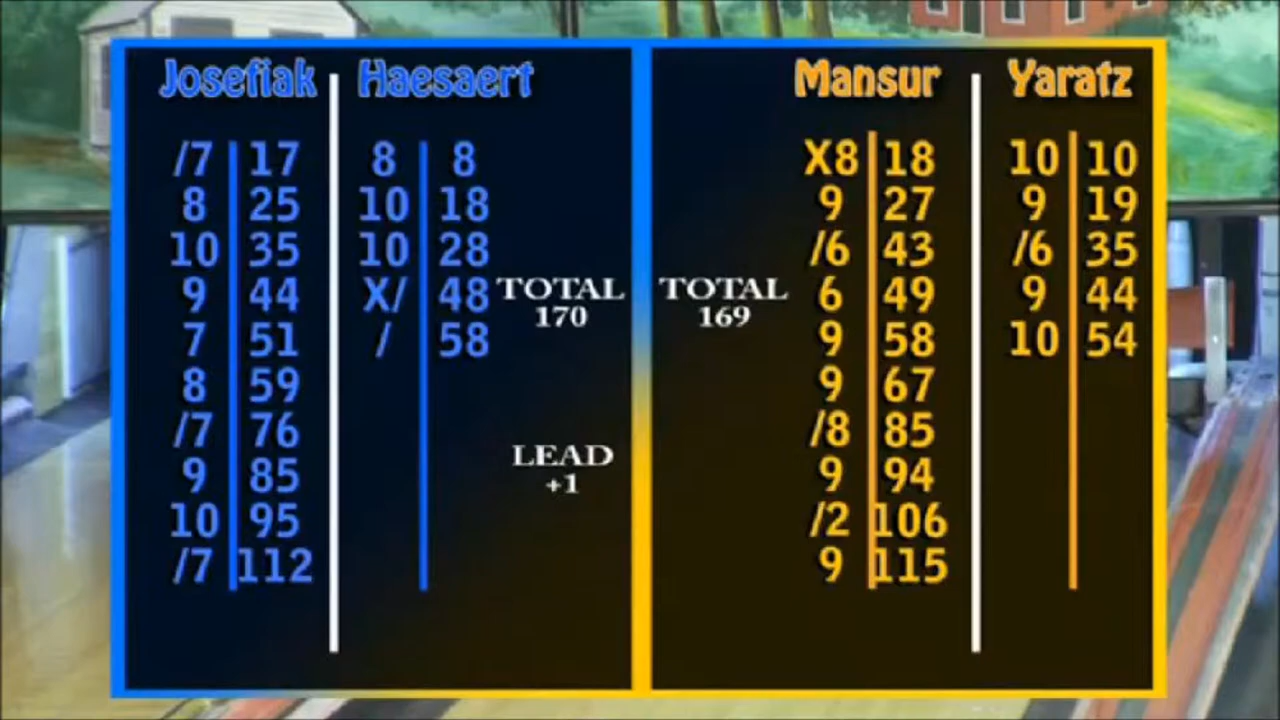 Josefiak Haesaert Mansur Yaratz
/7 17 8 8 X8 18 10 10
8 25 10 18 9 27 9 19
10 35 10 28 /6 43 /6 35
9 44 X/ 48 TOTAL TOTAL 6 49 9 44
170 169
7 51 / 58 9 58 10 54
8 59 9 67
/7 76 /8 85
LEAD
9 85 +1 9 94
10 95 /2 106
/7 112 9 115